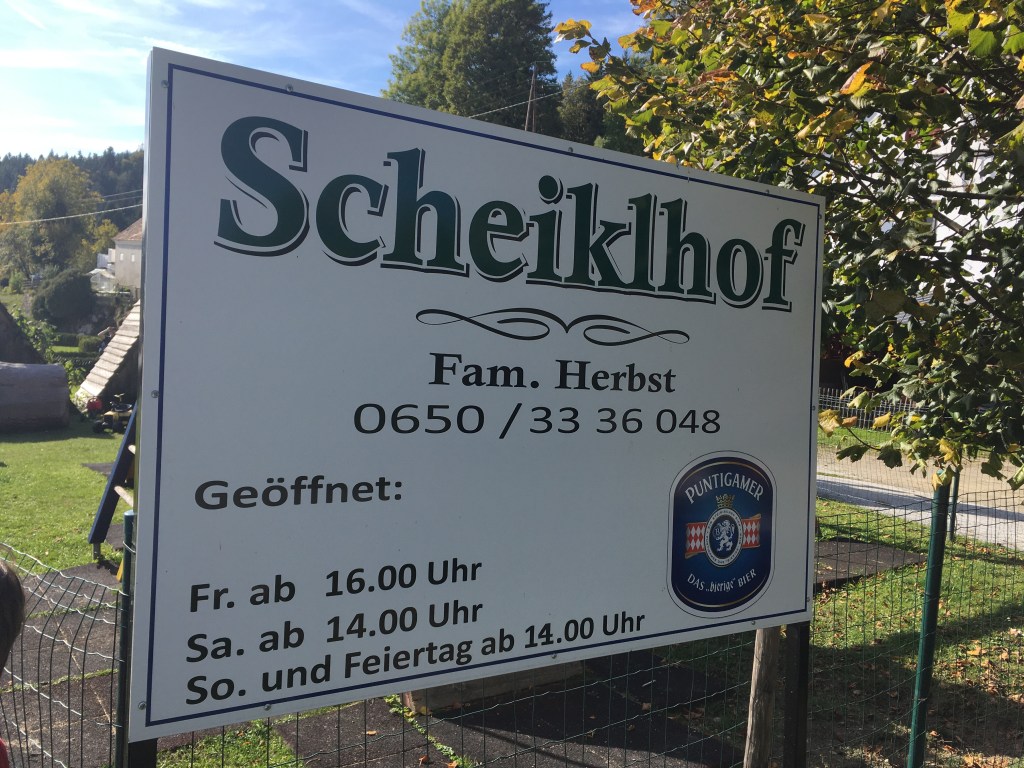 Scheiklhof
Fam. Herbst
0650 / 33 36 048
Geöffnet:
Fr. ab 16.00 Uhr
Sa. ab 14.00 Uhr
So. und Feiertag ab 14.00 Uhr
PUNTIGAMER
DAS „bierige" BIER